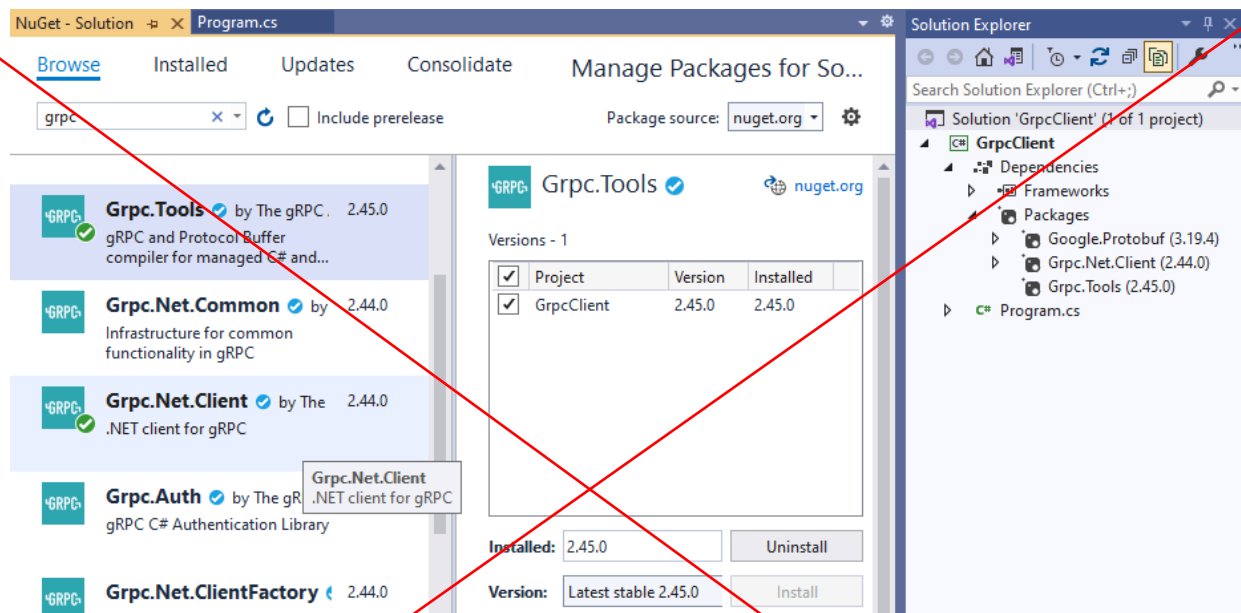 NuGet - Solution
Program.cs
Browse Installed Updates Consolidate Manage Packages for So...
grpc
Include prerelease
Package source: nuget.org
GRPC
Grpc.Tools by The gRPC. 2.45.0
gRPC and Protocol Buffer
compiler for managed C# and...
GRPC
Grpc.Net.Common by 2.44.0
Infrastructure for common
functionality in gRPC
GRPC
Grpc.Net.Client by The 2.44.0
.NET client for gRPC
Grpc.Net.Client
.NET client for gRPC
GRPC
Grpc.Auth by The gR
gRPC C# Authentication Library
GRPC
Grpc.Net.ClientFactory 2.44.0
GRPC
Grpc.Tools
nuget.org
Versions - 1
Project Version Installed
GrpcClient 2.45.0 2.45.0
Installed: 2.45.0 Uninstall
Version: Latest stable 2.45.0 Install
Solution Explorer
Search Solution Explorer (Ctrl+;)
Solution 'GrpcClient' (1 of 1 project)
C# GrpcClient
Dependencies
Frameworks
Packages
Google.Protobuf (3.19.4)
Grpc.Net.Client (2.44.0)
Grpc.Tools (2.45.0)
C# Program.cs